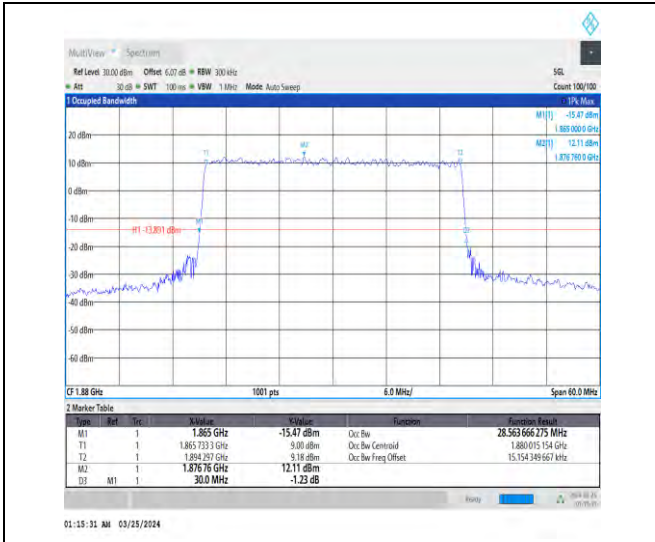 MultiView Spectrum
Ref Level 30.00 dBm Offset 6.07 dB RBW 300 kHz SGL
Att 30 dB SWT 100 ms VBW 1 MHz Mode Auto Sweep Count 100/100
1 Occupied Bandwidth 1Pk Max
M1[1] -15.47 dBm
1.865 000 0 GHz
M2[1] 12.11 dBm
1.876 760 0 GHz
20 dBm
T1 M2 T2
10 dBm
0 dBm
-10 dBm
M1
H1 -13.891 dBm D3
-20 dBm
-30 dBm
-40 dBm
-50 dBm
-60 dBm
CF 1.88 GHz 1001 pts 6.0 MHz/ Span 60.0 MHz
2 Marker Table
Type Ref Trc X-Value Y-Value Function Function Result
M1 1 1.865 GHz -15.47 dBm Occ Bw 28.563 666 275 MHz
T1 1 1.865 733 3 GHz 9.00 dBm Occ Bw Centroid 1.880 015 154 GHz
T2 1 1.894 297 GHz 9.18 dBm Occ Bw Freq Offset 15.154 349 667 kHz
M2 1 1.876 76 GHz 12.11 dBm
D3 M1 1 30.0 MHz -1.23 dB
01:15:31 AM 03/25/2024